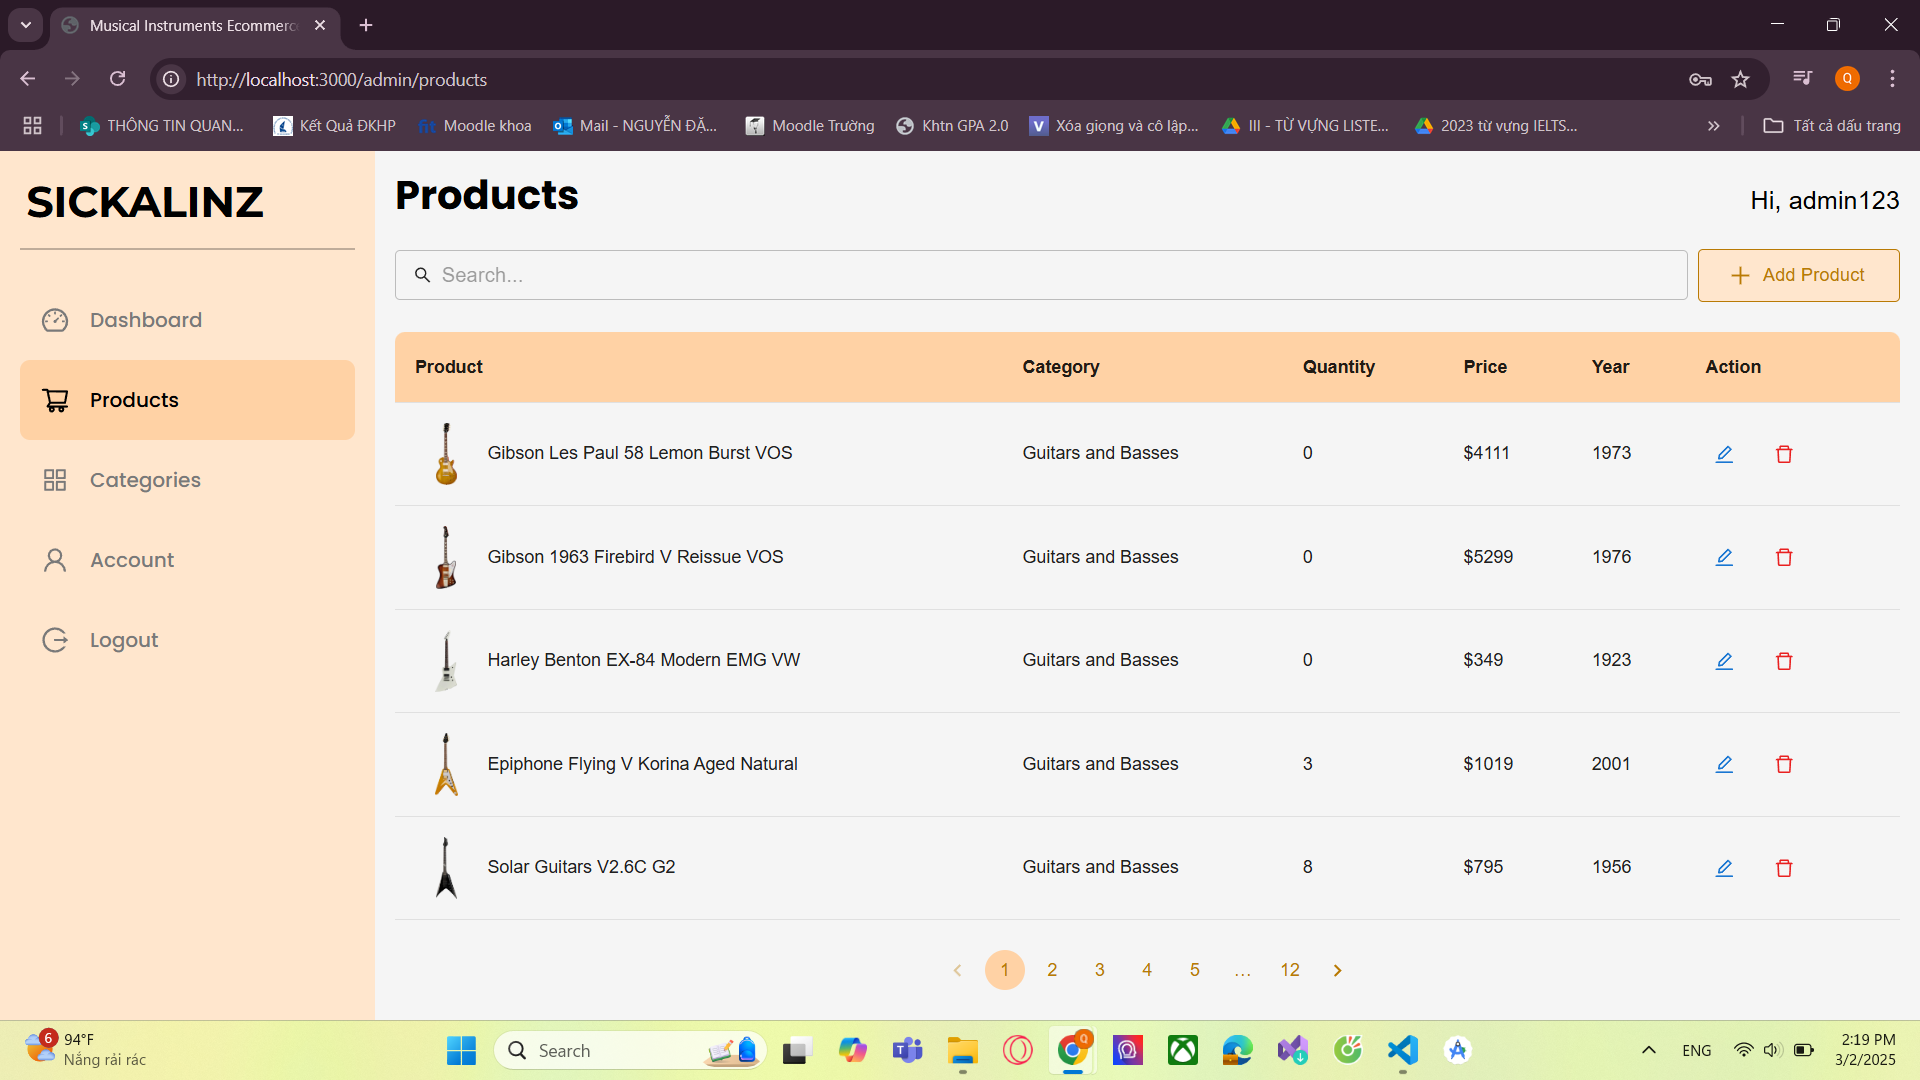 Musical Instruments Ecommerc
http://localhost:3000/admin/products
Q
THÔNG TIN QUAN...
Kết Quả ĐKHP
fit
Moodle khoa
Mail - NGUYỄN ĐẶ...
Moodle Trường
Khtn GPA 2.0
V
Xóa giọng và cô lập...
III - TỪ VỰNG LISTE...
2023 từ vựng IELTS...
Tất cả dấu trang
SICKALINZ
Dashboard
Products
Categories
Account
Logout
Products
Hi, admin123
Search...
Add Product
Product Category Quantity Price Year Action
Gibson Les Paul 58 Lemon Burst VOS Guitars and Basses 0 $4111 1973
Gibson 1963 Firebird V Reissue VOS Guitars and Basses 0 $5299 1976
Harley Benton EX-84 Modern EMG VW Guitars and Basses 0 $349 1923
Epiphone Flying V Korina Aged Natural Guitars and Basses 3 $1019 2001
Solar Guitars V2.6C G2 Guitars and Basses 8 $795 1956
1 2 3 4 5 ... 12
6
94°F
Nắng rải rác
Search
Q
ENG
2:19 PM
3/2/2025